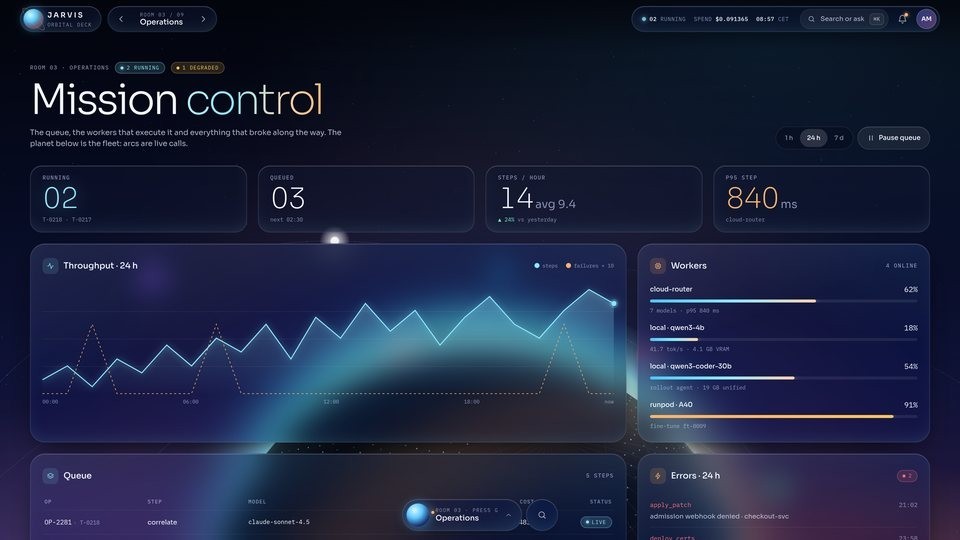 JARVIS
ORBITAL DECK
ROOM 03 / 09
Operations
02 RUNNING SPEND $0.091365 08:57 CET
Search or ask ⌘K
AM
ROOM 03 · OPERATIONS
2 RUNNING
1 DEGRADED
Mission control
The queue, the workers that execute it and everything that broke along the way. The
planet below is the fleet: arcs are live calls.
1 h 24 h 7 d
Pause queue
RUNNING
02
T-0218 · T-0217
QUEUED
03
next 02:30
STEPS / HOUR
14 avg 9.4
▲ 24% vs yesterday
P95 STEP
840 ms
cloud-router
Throughput · 24 h
steps failures × 10
00:00 06:00 12:00 18:00 now
Workers
4 ONLINE
cloud-router 62%
7 models · p95 840 ms
local · qwen3-4b 18%
41.7 tok/s · 4.1 GB VRAM
local · qwen3-coder-30b 54%
rollout agent · 19 GB unified
runpod · A40 91%
fine-tune ft-0009
Queue
5 STEPS
OP STEP MODEL COST STATUS
OP-2281 · T-0218 correlate claude-sonnet-4.5 LIVE
ROOM 03 · PRESS G
Operations
Errors · 24 h
2
apply_patch 21:02
admission webhook denied · checkout-svc
deploy_certs 23:58